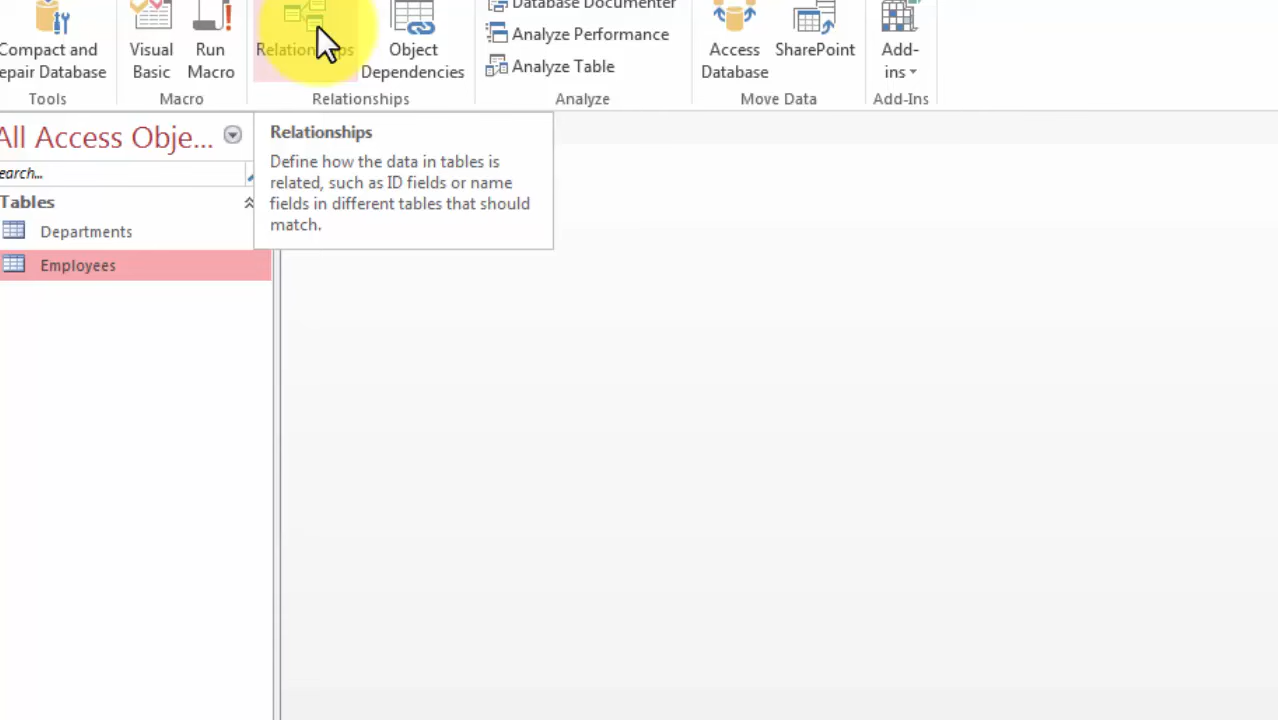 Database Documenter
Compact and
epair Database
Visual
Basic
Run
Macro
Relationships
Object
Dependencies
Analyze Performance
Analyze Table
Access
Database
SharePoint
Add-
ins
Tools
Macro
Relationships
Analyze
Move Data
Add-Ins
All Access Obje...
earch...
Tables
Departments
Employees
Relationships
Define how the data in tables is
related, such as ID fields or name
fields in different tables that should
match.